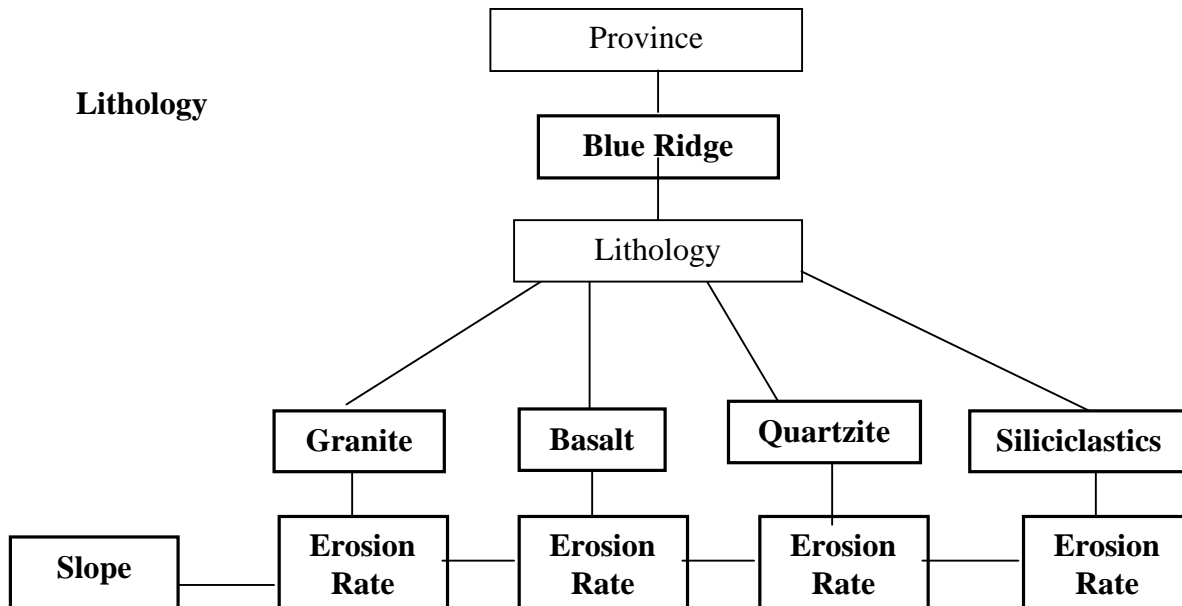 Province
Lithology
Blue Ridge
Lithology
Granite
Basalt
Quartzite
Siliciclastics
Slope
Erosion
Rate
Erosion
Rate
Erosion
Rate
Erosion
Rate